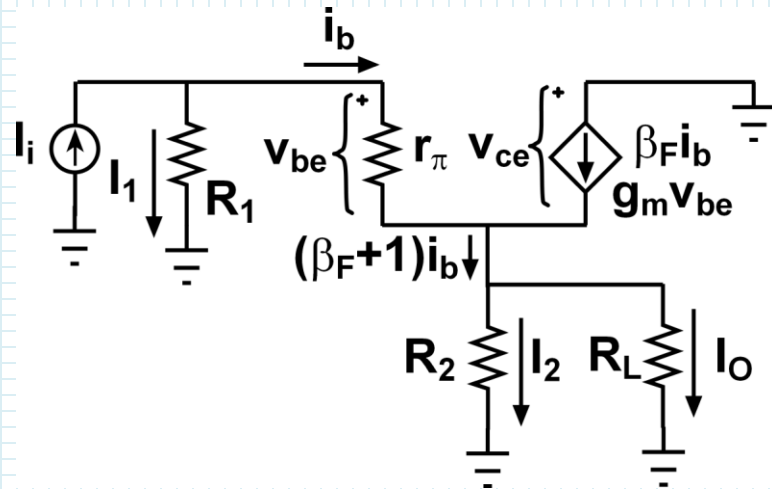 i_b
I_i
I_1
R_1
v_be
+
r_π
v_ce
+
β_F i_b
g_m v_be
(β_F+1)i_b
R_2
I_2
R_L
I_O